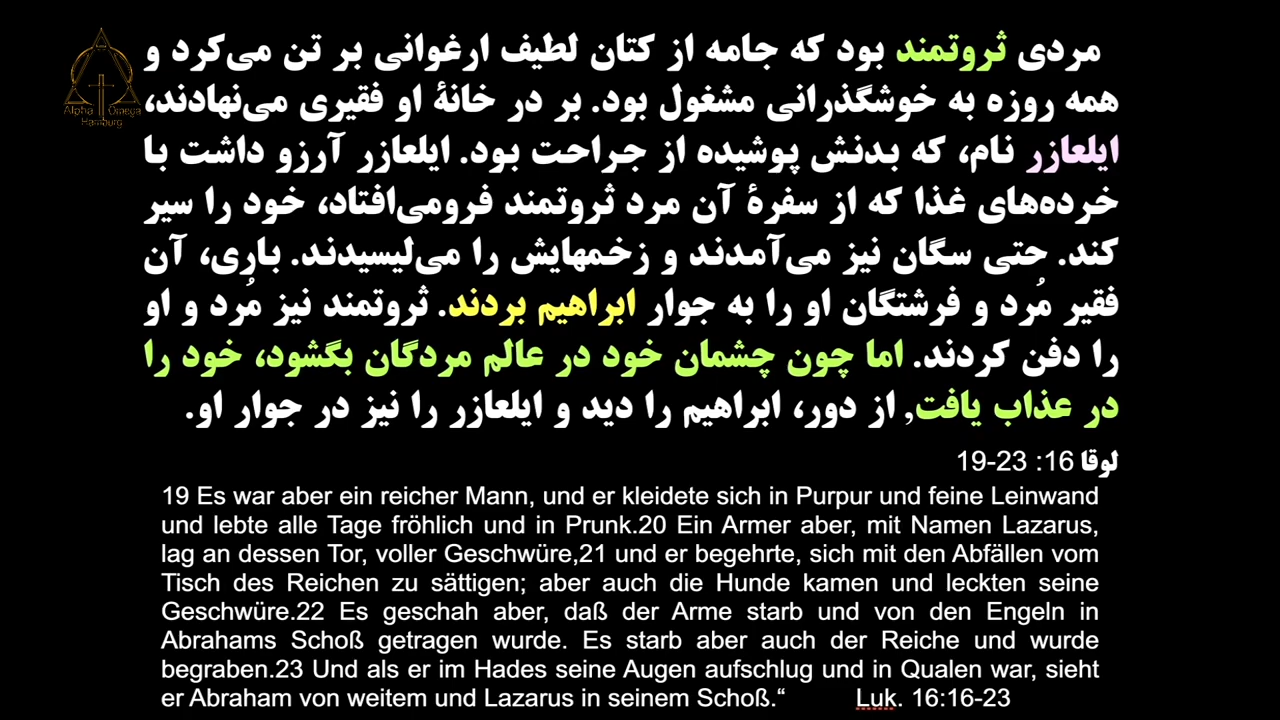 Alpha Omega
Hamburg
مردی ثروتمند بود که جامه از کتان لطیف ارغوانی بر تن می‌کرد و
همه روزه به خوشگذرانی مشغول بود. بر در خانهٔ او فقیری می‌نهادند،
ایلعازر نام، که بدنش پوشیده از جراحت بود. ایلعازر آرزو داشت با
خرده‌های غذا که از سفرهٔ آن مرد ثروتمند فرومی‌افتاد، خود را سیر
کند. حتی سگان نیز می‌آمدند و زخمهایش را می‌لیسیدند. باری، آن
فقیر مُرد و فرشتگان او را به جوار ابراهیم بردند. ثروتمند نیز مُرد و او
را دفن کردند. اما چون چشمان خود در عالم مردگان بگشود، خود را
در عذاب یافت, از دور، ابراهیم را دید و ایلعازر را نیز در جوار او.
لوقا 16: 19-23
19 Es war aber ein reicher Mann, und er kleidete sich in Purpur und feine Leinwand
und lebte alle Tage fröhlich und in Prunk.20 Ein Armer aber, mit Namen Lazarus,
lag an dessen Tor, voller Geschwüre,21 und er begehrte, sich mit den Abfällen vom
Tisch des Reichen zu sättigen; aber auch die Hunde kamen und leckten seine
Geschwüre.22 Es geschah aber, daß der Arme starb und von den Engeln in
Abrahams Schoß getragen wurde. Es starb aber auch der Reiche und wurde
begraben.23 Und als er im Hades seine Augen aufschlug und in Qualen war, sieht
er Abraham von weitem und Lazarus in seinem Schoß.“ Luk. 16:16-23